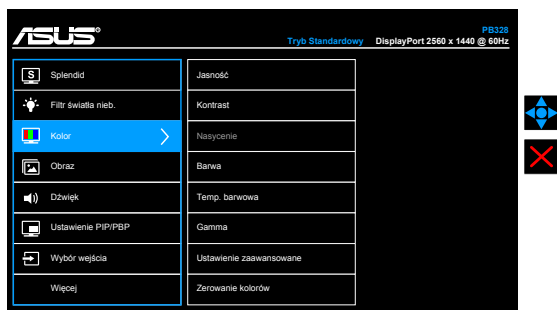 ASUS
PB328
Tryb Standardowy DisplayPort 2560 x 1440 @ 60Hz
S Splendid
Filtr światła nieb.
Kolor
Obraz
Dźwięk
Ustawienie PIP/PBP
Wybór wejścia
Więcej
Jasność
Kontrast
Nasycenie
Barwa
Temp. barwowa
Gamma
Ustawienie zaawansowane
Zerowanie kolorów